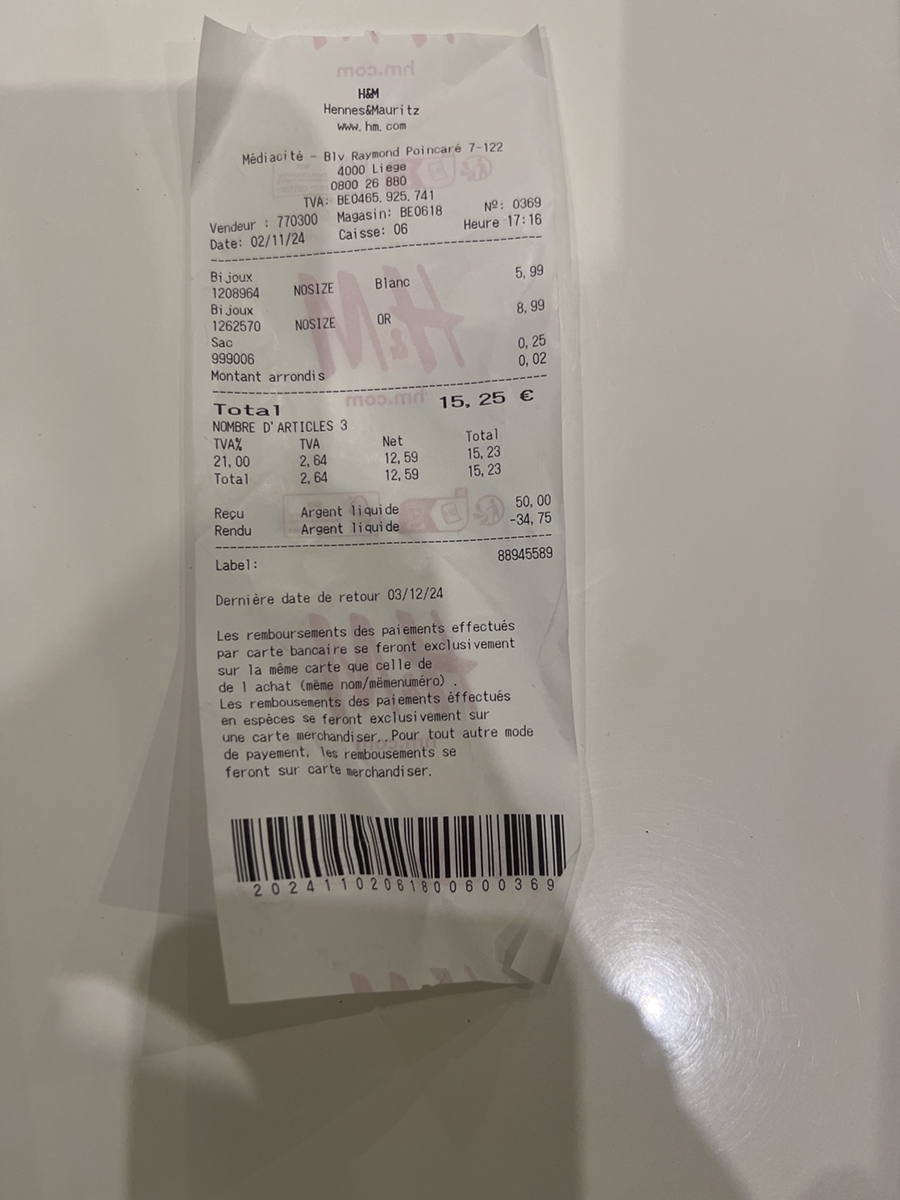 hm.com
H&M
Hennes&Mauritz
www.hm.com
Médiacité - Blv Raymond Poincaré 7-122
4000 Liège
0800 26 880
TVA: BE0465.925.741
Vendeur : 770300 Magasin: BE0618 Nº: 0369
Date: 02/11/24 Caisse: 06 Heure 17:16
Bijoux 5,99
1208964 NOSIZE Blanc
Bijoux 8,99
1262570 NOSIZE OR
Sac 0,25
999006 0,02
Montant arrondis
H&M
hm.com
Total 15,25 €
NOMBRE D'ARTICLES 3
TVA% TVA Net Total
21,00 2,64 12,59 15,23
Total 2,64 12,59 15,23
Reçu Argent liquide 50,00
Rendu Argent liquide -34,75
Label: 88945589
Dernière date de retour 03/12/24
Les remboursements des paiements effectués
par carte bancaire se feront exclusivement
sur la même carte que celle de
de l achat (mëme nom/mëmenuméro) .
Les rembousements des paiements éffectués
en espèces se feront exclusivement sur
une carte merchandiser..Pour tout autre mode
de payement, les rembousements se
feront sur carte merchandiser.
20241102061800600369